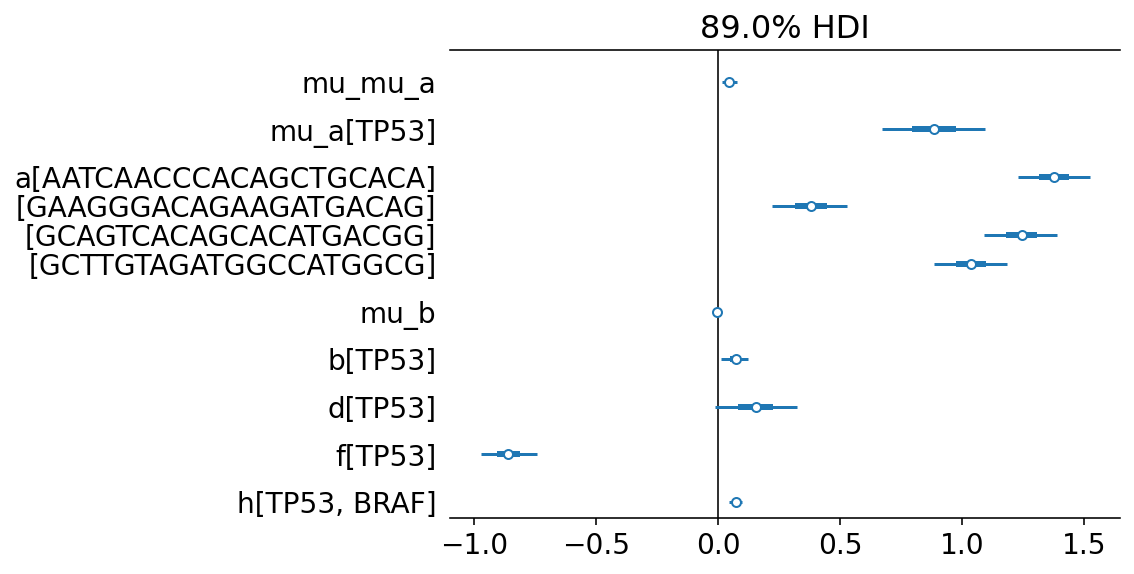 89.0% HDI
mu_mu_a
mu_a[TP53]
a[AATCAACCCACAGCTGCACA]
[GAAGGGACAGAAGATGACAG]
[GCAGTCACAGCACATGACGG]
[GCTTGTAGATGGCCATGGCG]
mu_b
b[TP53]
d[TP53]
f[TP53]
h[TP53, BRAF]
−1.0 −0.5 0.0 0.5 1.0 1.5